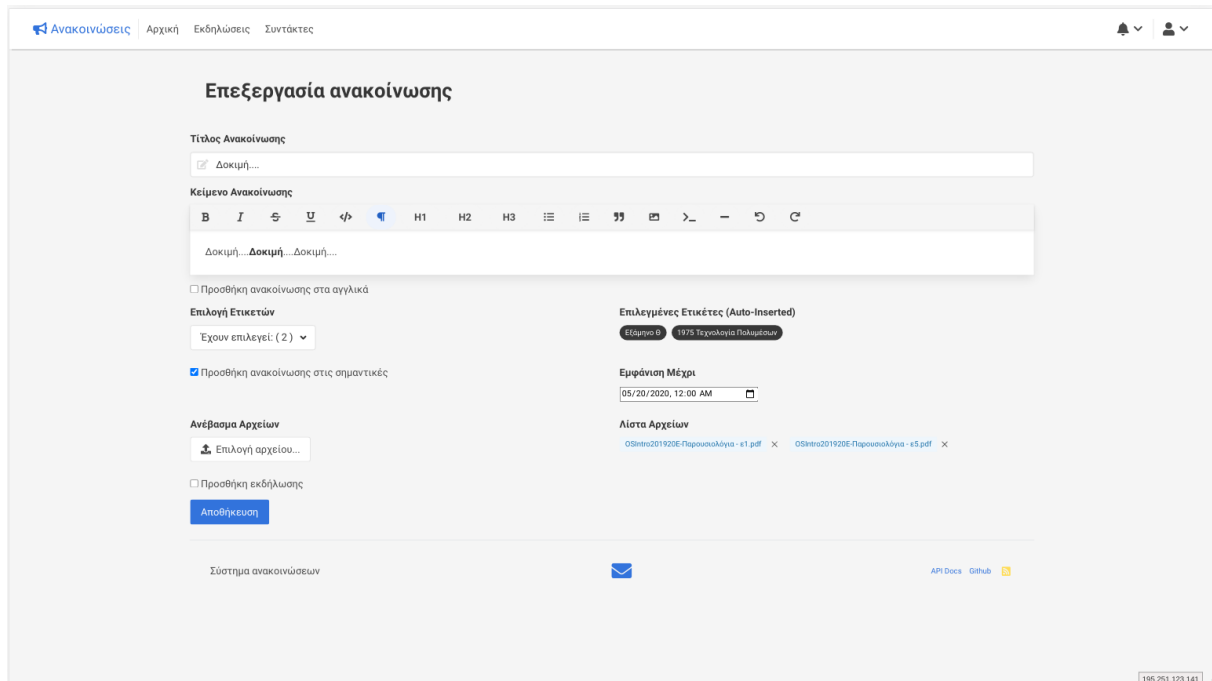 Ανακοινώσεις Αρχική Εκδηλώσεις Συντάκτες
Επεξεργασία ανακοίνωσης
Τίτλος Ανακοίνωσης
Δοκιμή....
Κείμενο Ανακοίνωσης
B I S U </> ¶ H1 H2 H3
Δοκιμή....Δοκιμή....Δοκιμή....
Προσθήκη ανακοίνωσης στα αγγλικά
Επιλογή Ετικετών Επιλεγμένες Ετικέτες (Auto-Inserted)
Έχουν επιλεγεί: ( 2 ) Εξάμηνο Θ 1975 Τεχνολογία Πολυμέσων
Προσθήκη ανακοίνωσης στις σημαντικές Εμφάνιση Μέχρι
05/20/2020, 12:00 AM
Ανέβασμα Αρχείων Λίστα Αρχείων
Επιλογή αρχείου... OSIntro201920E-Παρουσιολόγια - ε1.pdf OSIntro201920E-Παρουσιολόγια - ε5.pdf
Προσθήκη εκδήλωσης
Αποθήκευση
Σύστημα ανακοινώσεων API Docs Github
195.251.123.141